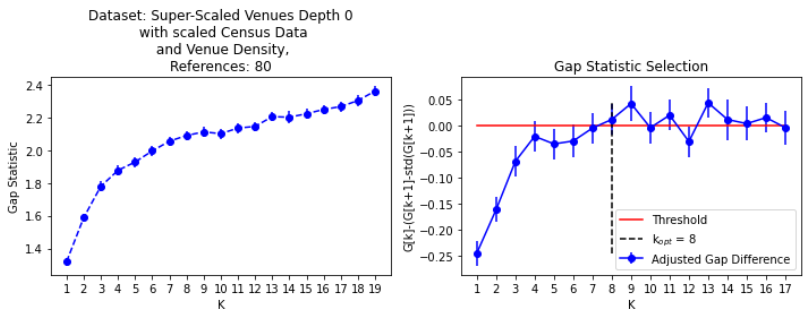 Dataset: Super-Scaled Venues Depth 0
with scaled Census Data
and Venue Density,
References: 80
Gap Statistic
2.4
2.2
2.0
1.8
1.6
1.4
1 2 3 4 5 6 7 8 9 10 11 12 13 14 15 16 17 18 19
K
Gap Statistic Selection
G[k]-(G[k+1]-std(G[k+1]))
0.05
0.00
−0.05
−0.10
−0.15
−0.20
−0.25
Threshold
k_opt = 8
Adjusted Gap Difference
1 2 3 4 5 6 7 8 9 10 11 12 13 14 15 16 17
K